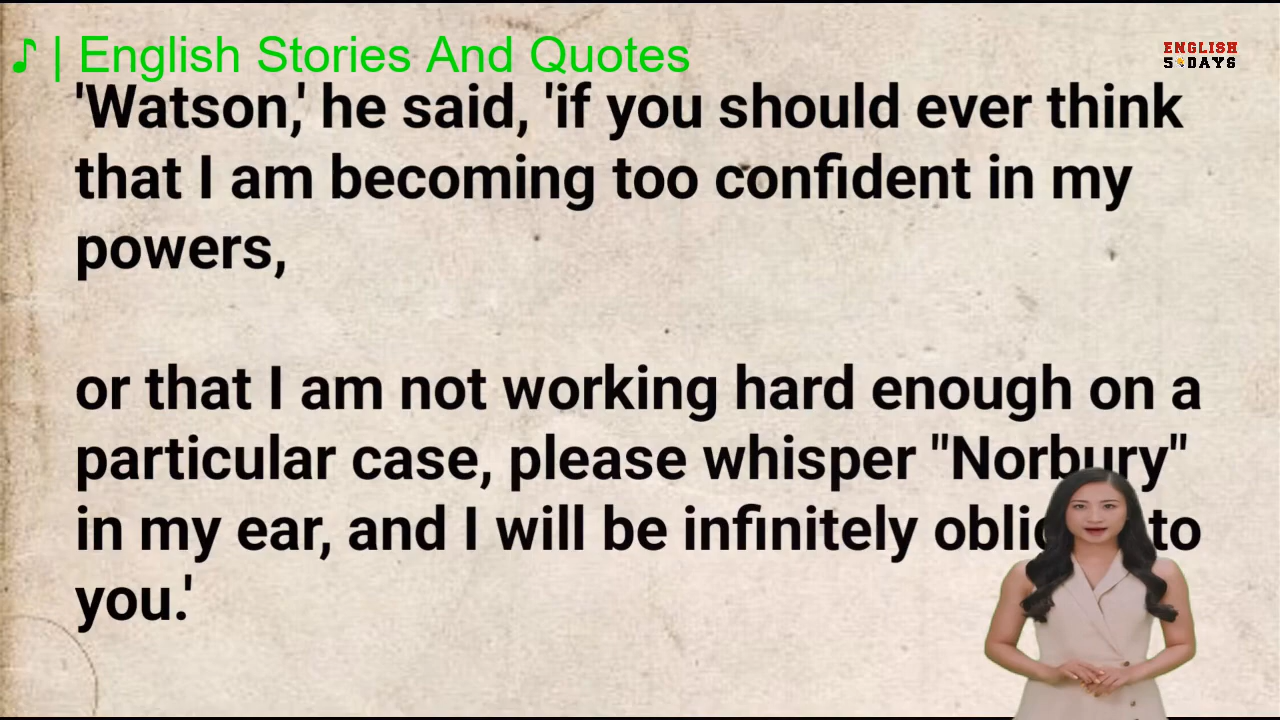 ♪ | English Stories And Quotes
ENGLISH
5 DAYS
'Watson,' he said, 'if you should ever think
that I am becoming too confident in my
powers,
or that I am not working hard enough on a
particular case, please whisper "Norbury"
in my ear, and I will be infinitely to
you.'